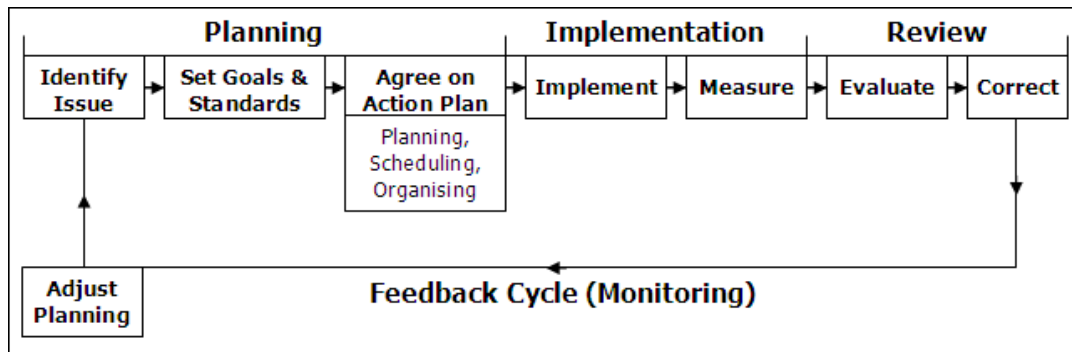 Planning
Implementation
Review
Identify
Issue
Set Goals &
Standards
Agree on
Action Plan
Planning,
Scheduling,
Organising
Implement
Measure
Evaluate
Correct
Adjust
Planning
Feedback Cycle (Monitoring)